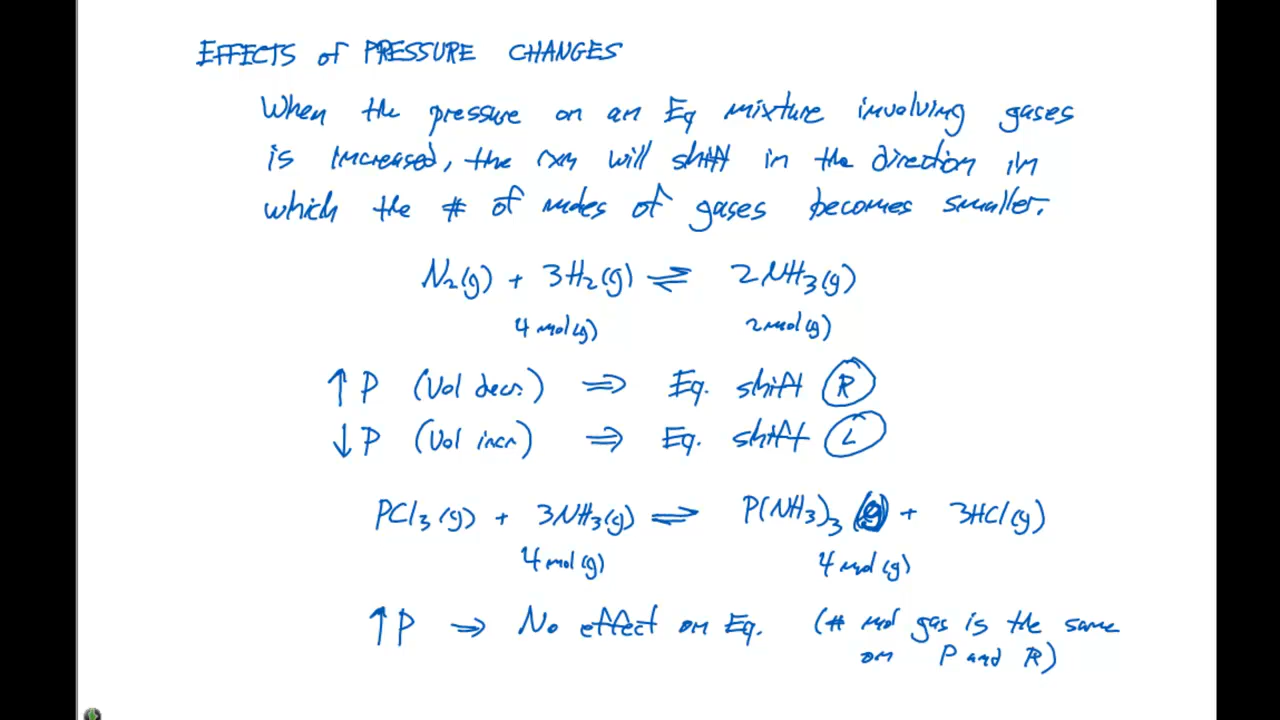 EFFECTS of PRESSURE CHANGES
When the pressure on an Eq mixture involving gases
is increased, the rxn will shift in the direction in
which the # of moles of gases becomes smaller.
N₂(g) + 3H₂(g) ⇌ 2NH₃(g)
4 mol(g) 2 mol(g)
↑ P (Vol decr.) ⇒ Eq. shift R
↓ P (Vol incr) ⇒ Eq. shift L
PCl₃(g) + 3NH₃(g) ⇌ P(NH₃)₃ (g) + 3HCl(g)
4 mol(g) 4 mol(g)
↑ P ⇒ No effect on Eq. (# mol gas is the same
on P and R)